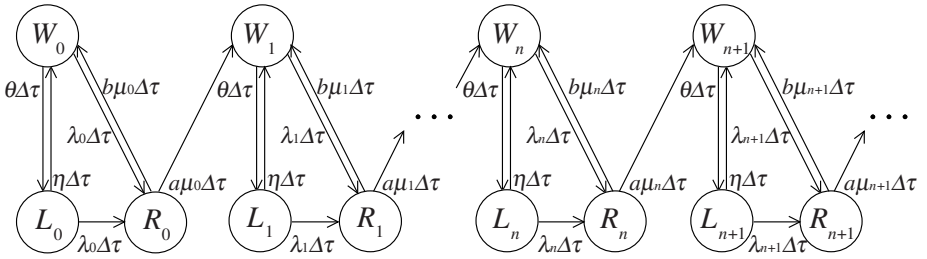 W₀ W₁ Wₙ Wₙ₊₁
θΔτ bμ₀Δτ θΔτ bμ₁Δτ θΔτ bμₙΔτ θΔτ bμₙ₊₁Δτ
. . . . . .
λ₀Δτ λ₁Δτ λₙΔτ λₙ₊₁Δτ
ηΔτ aμ₀Δτ ηΔτ aμ₁Δτ ηΔτ aμₙΔτ ηΔτ aμₙ₊₁Δτ
L₀ R₀ L₁ R₁ Lₙ Rₙ Lₙ₊₁ Rₙ₊₁
λ₀Δτ λ₁Δτ λₙΔτ λₙ₊₁Δτ